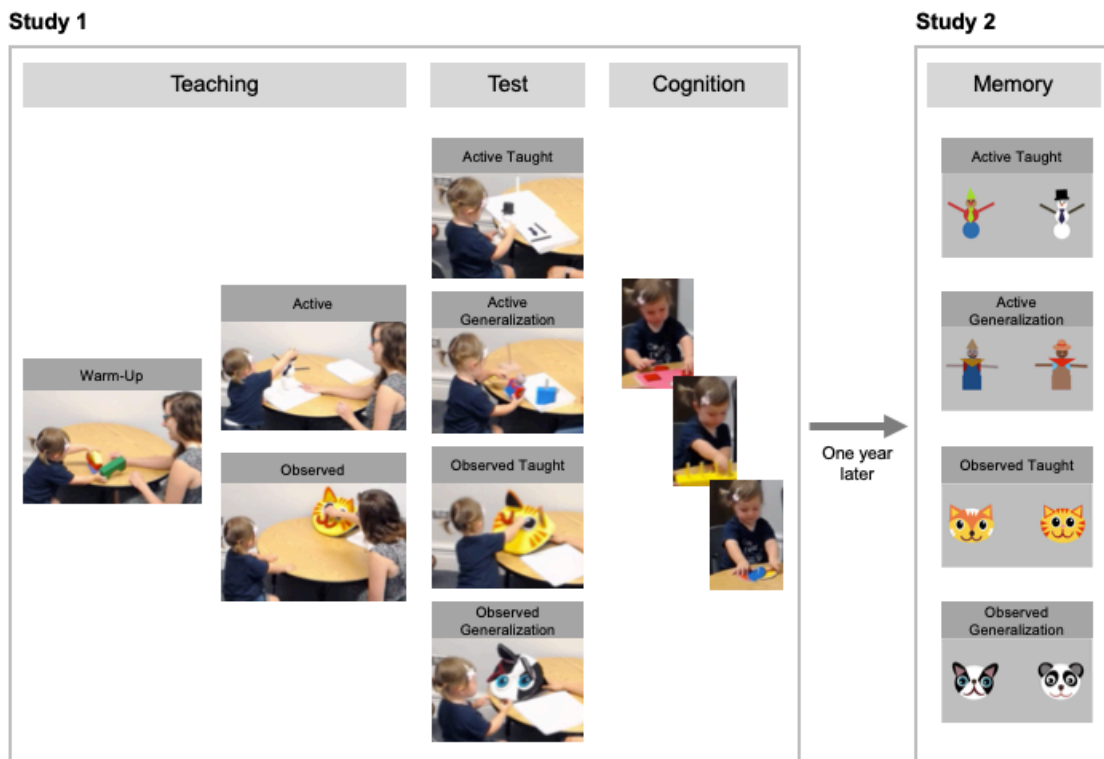 Study 1
Study 2
Teaching
Test
Cognition
Memory
Warm-Up
Active
Observed
Active Taught
Active
Generalization
Observed Taught
Observed
Generalization
One year
later
Active Taught
Active
Generalization
Observed Taught
Observed
Generalization